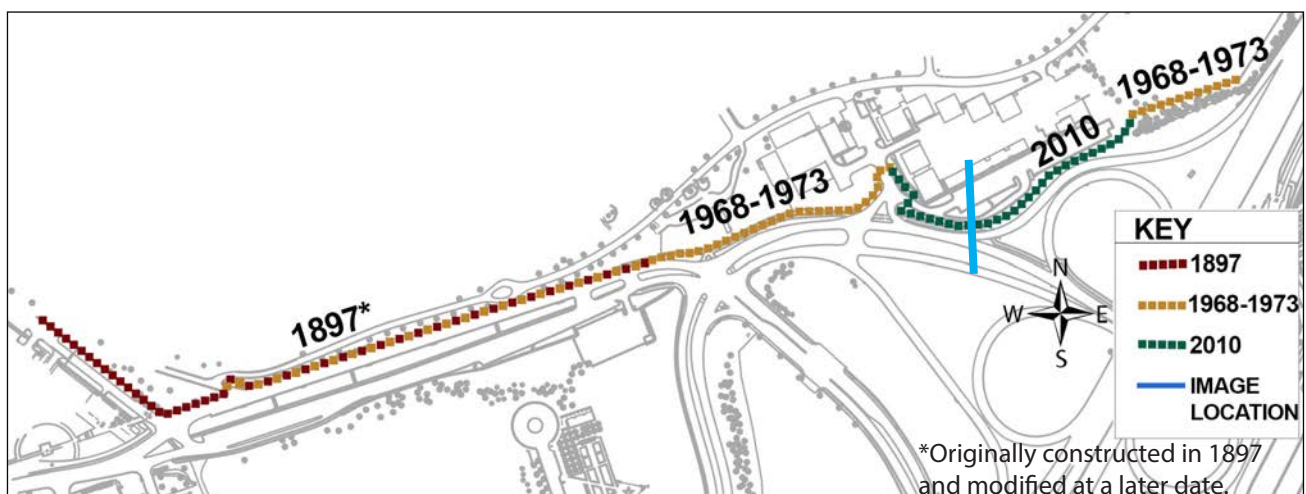 1968-1973
2010
1968-1973
1897*
KEY
1897
1968-1973
2010
IMAGE
LOCATION
N
W E
S
*Originally constructed in 1897
and modified at a later date.